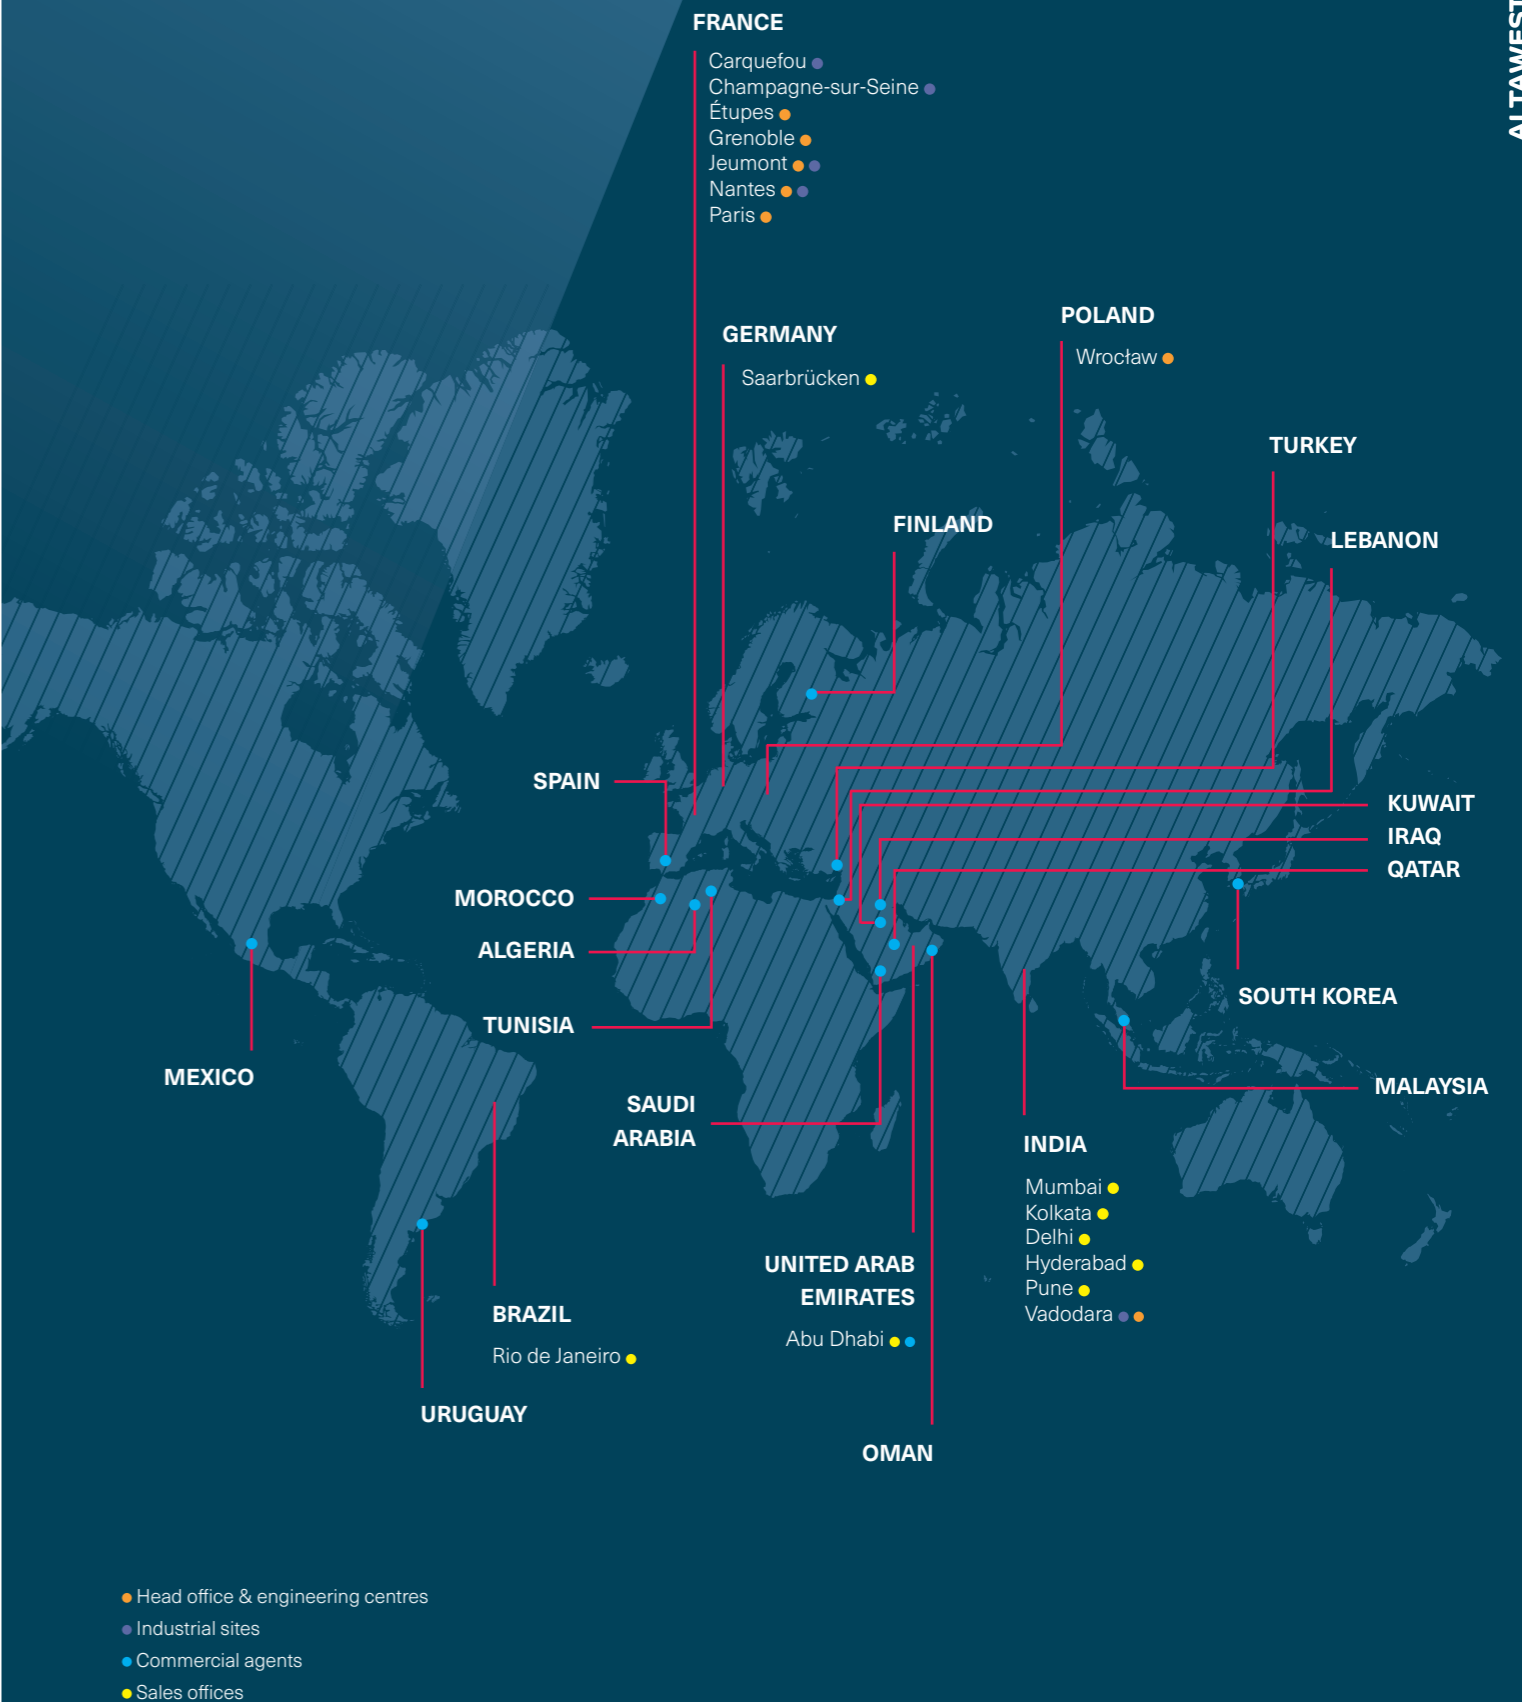 ALTAWEST
FRANCE
Carquefou
Champagne-sur-Seine
Étupes
Grenoble
Jeumont
Nantes
Paris
GERMANY
Saarbrücken
POLAND
Wrocław
TURKEY
FINLAND
LEBANON
SPAIN
KUWAIT
IRAQ
QATAR
MOROCCO
ALGERIA
TUNISIA
SOUTH KOREA
MEXICO
MALAYSIA
SAUDI
ARABIA
INDIA
Mumbai
Kolkata
Delhi
Hyderabad
Pune
Vadodara
UNITED ARAB
EMIRATES
Abu Dhabi
BRAZIL
Rio de Janeiro
URUGUAY
OMAN
Head office & engineering centres
Industrial sites
Commercial agents
Sales offices